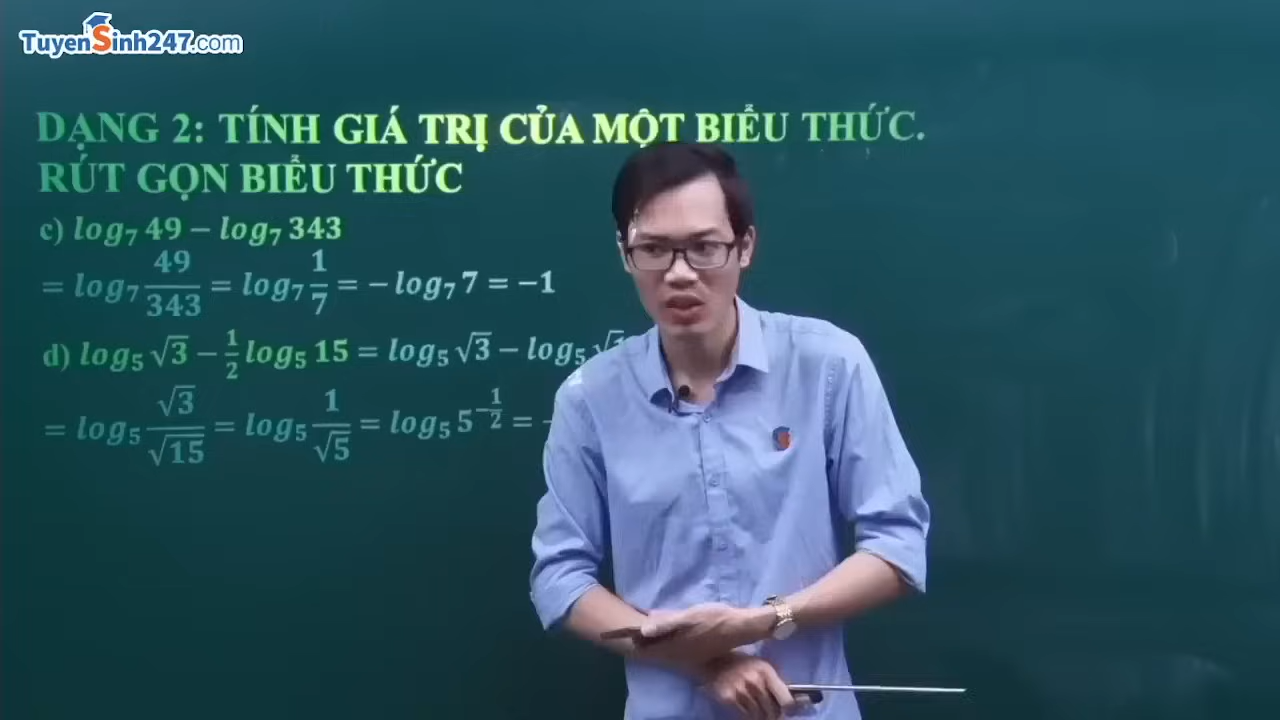 TuyenSinh247.com
DẠNG 2: TÍNH GIÁ TRỊ CỦA MỘT BIỂU THỨC.
RÚT GỌN BIỂU THỨC
c) log₇ 49 − log₇ 343
= log₇ 49/343 = log₇ 1/7 = − log₇ 7 = −1
d) log₅ √3 − 1/2 log₅ 15 = log₅ √3 − log₅
= log₅ √3/√15 = log₅ 1/√5 = log₅ 5^(−1/2) =